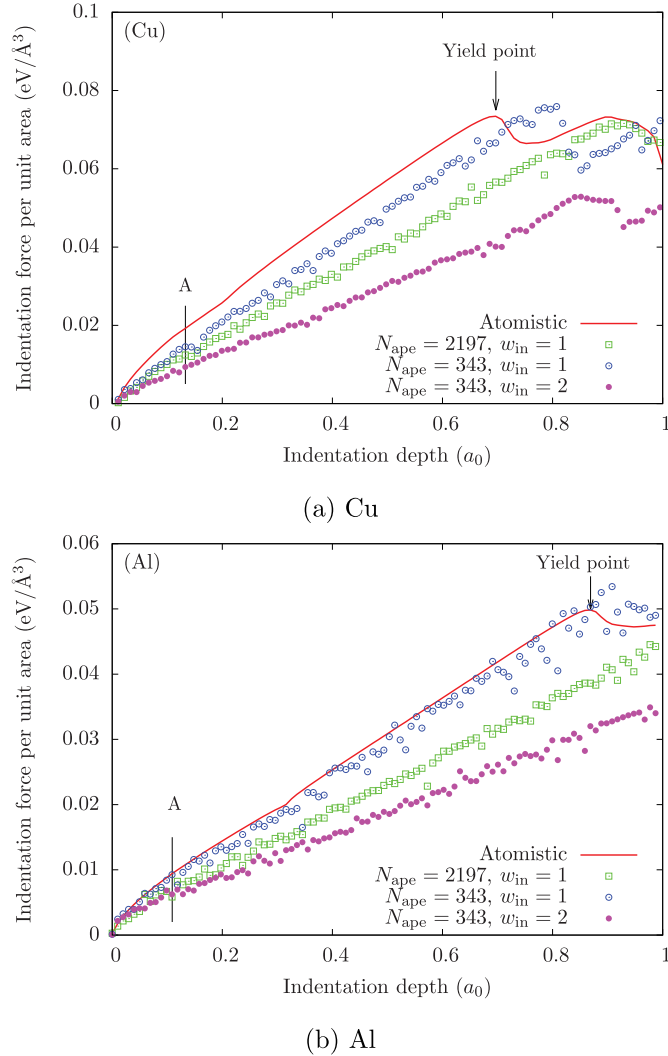 (Cu)
Yield point
A
Indentation force per unit area (eV/Å³)
0.1
0.08
0.06
0.04
0.02
0
Atomistic
N_ape = 2197, w_in = 1
N_ape = 343, w_in = 1
N_ape = 343, w_in = 2
0 0.2 0.4 0.6 0.8 1
Indentation depth (a₀)
(a) Cu
(Al)
Yield point
A
Indentation force per unit area (eV/Å³)
0.06
0.05
0.04
0.03
0.02
0.01
0
Atomistic
N_ape = 2197, w_in = 1
N_ape = 343, w_in = 1
N_ape = 343, w_in = 2
0 0.2 0.4 0.6 0.8 1
Indentation depth (a₀)
(b) Al